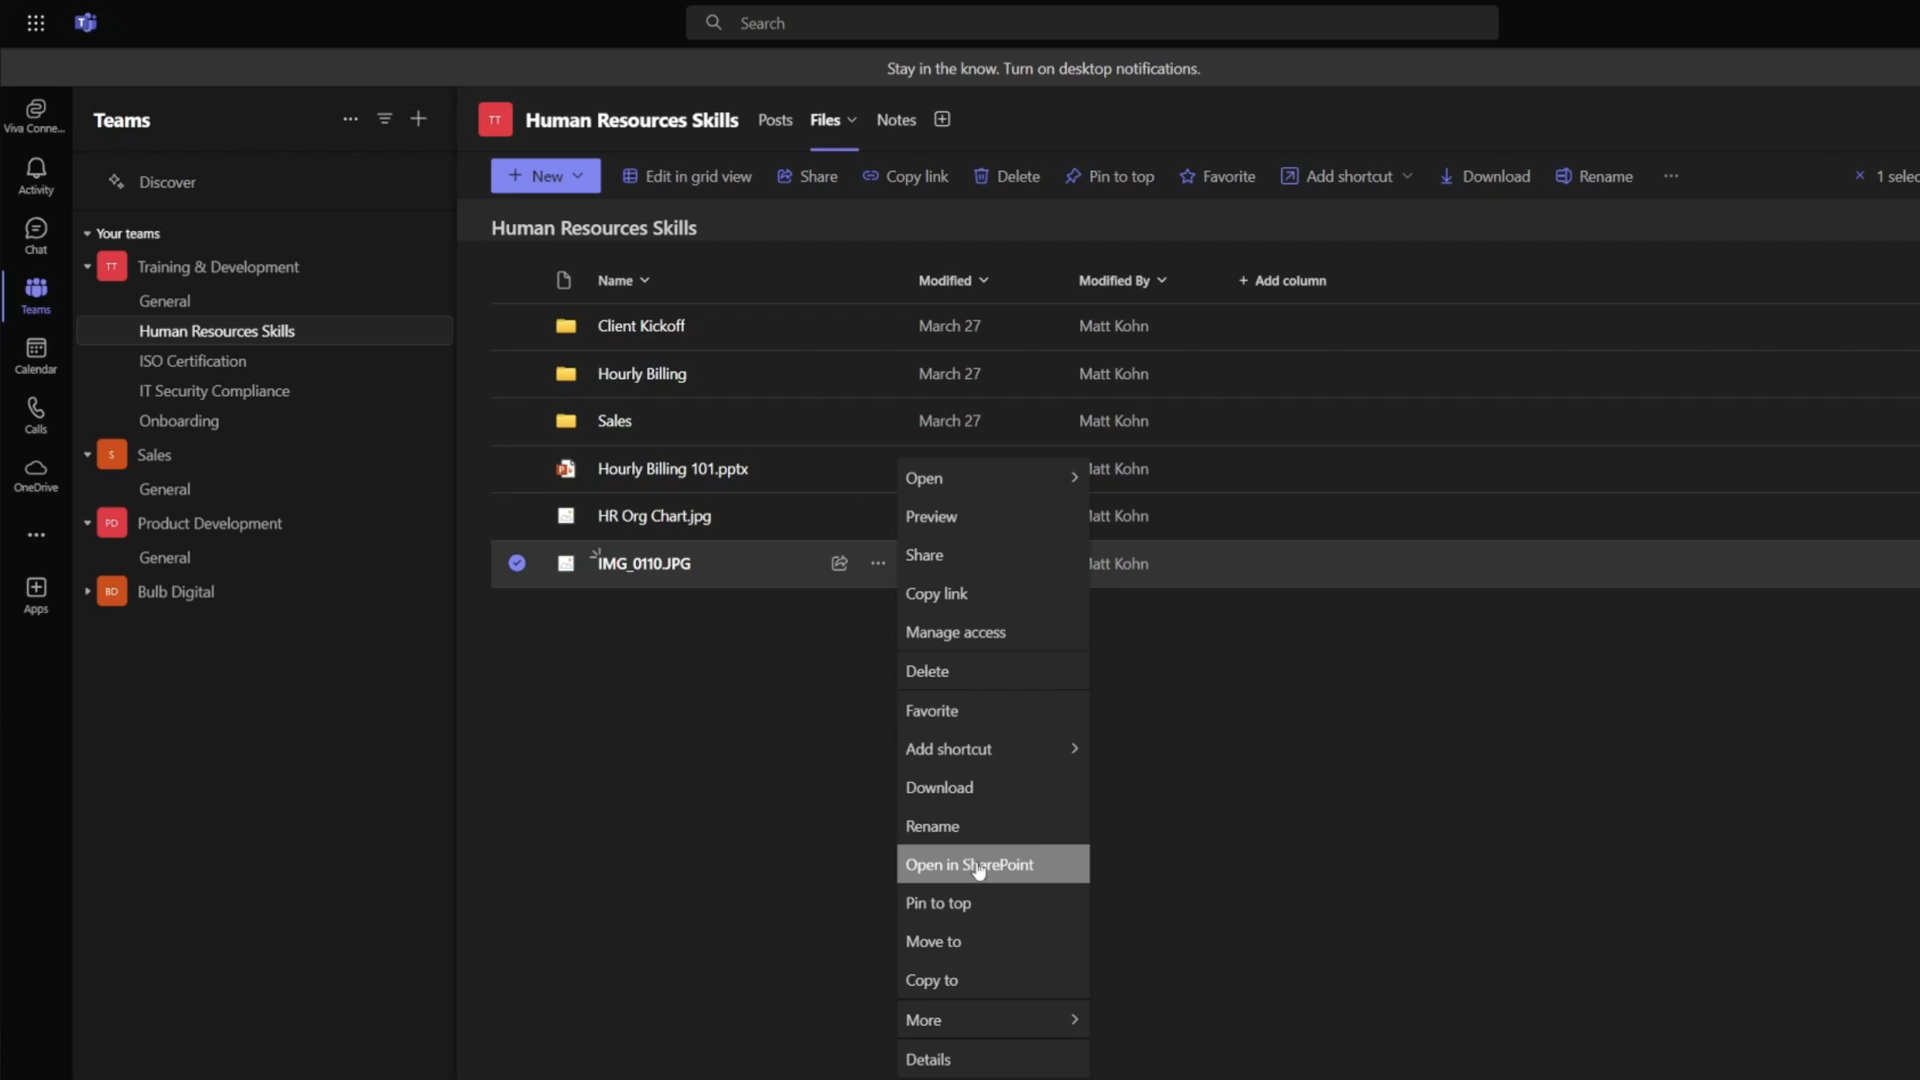 Search
Stay in the know. Turn on desktop notifications.
Viva Conne...
Activity
Chat
Teams
Calendar
Calls
OneDrive
Apps
Teams
Discover
Your teams
TT Training & Development
General
Human Resources Skills
ISO Certification
IT Security Compliance
Onboarding
S Sales
General
PD Product Development
General
BD Bulb Digital
TT Human Resources Skills Posts Files Notes
New Edit in grid view Share Copy link Delete Pin to top Favorite Add shortcut Download Rename 1 selec
Human Resources Skills
Name Modified Modified By + Add column
Client Kickoff March 27 Matt Kohn
Hourly Billing March 27 Matt Kohn
Sales March 27 Matt Kohn
Hourly Billing 101.pptx latt Kohn
HR Org Chart.jpg latt Kohn
IMG_0110.JPG latt Kohn
Open
Preview
Share
Copy link
Manage access
Delete
Favorite
Add shortcut
Download
Rename
Open in SharePoint
Pin to top
Move to
Copy to
More
Details